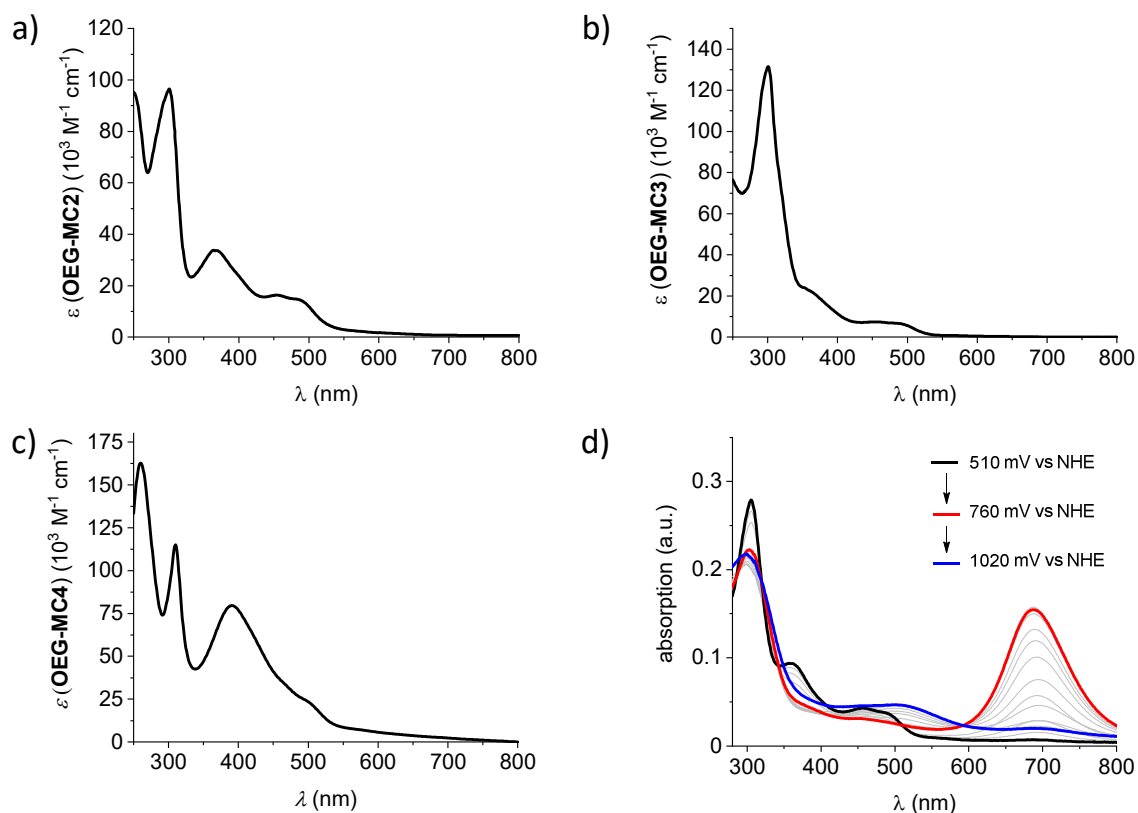 a)
ε (OEG-MC2) (10³ M⁻¹ cm⁻¹)
120
100
80
60
40
20
0
300 400 500 600 700 800
λ (nm)
b)
ε (OEG-MC3) (10³ M⁻¹ cm⁻¹)
140
120
100
80
60
40
20
0
300 400 500 600 700 800
λ (nm)
c)
ε (OEG-MC4) (10³ M⁻¹ cm⁻¹)
175
150
125
100
75
50
25
0
300 400 500 600 700 800
λ (nm)
d)
absorption (a.u.)
0.3
0.2
0.1
0
510 mV vs NHE
760 mV vs NHE
1020 mV vs NHE
300 400 500 600 700 800
λ (nm)